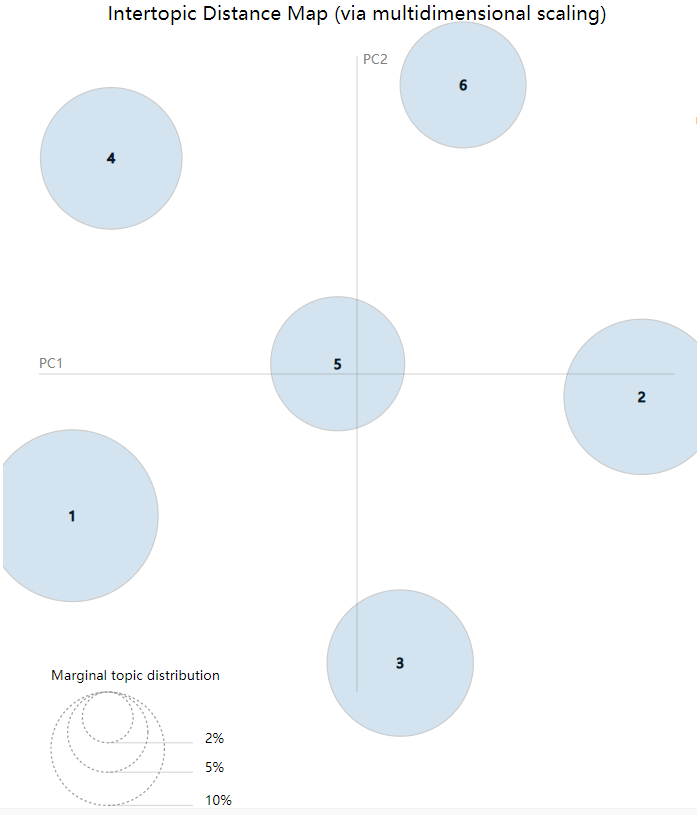 Intertopic Distance Map (via multidimensional scaling)
PC2
6
4
PC1
5
2
1
3
Marginal topic distribution
2%
5%
10%